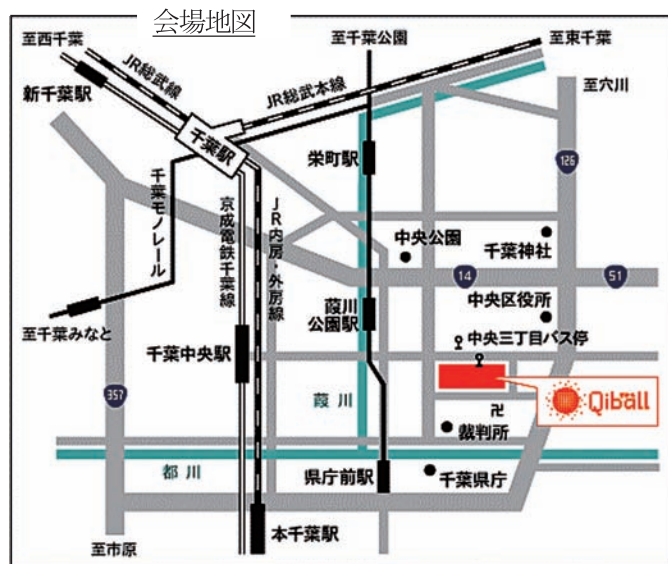 会場地図
至西千葉
至千葉公園
至東千葉
JR総武線
JR総武本線
新千葉駅
至穴川
千葉駅
栄町駅
126
千葉モノレール
京成電鉄千葉線
JR内房・外房線
中央公園
千葉神社
14
51
至千葉みなと
葭川
公園駅
中央区役所
千葉中央駅
中央三丁目バス停
357
葭川
卍
Qiball
裁判所
都川
県庁前駅
千葉県庁
本千葉駅
至市原